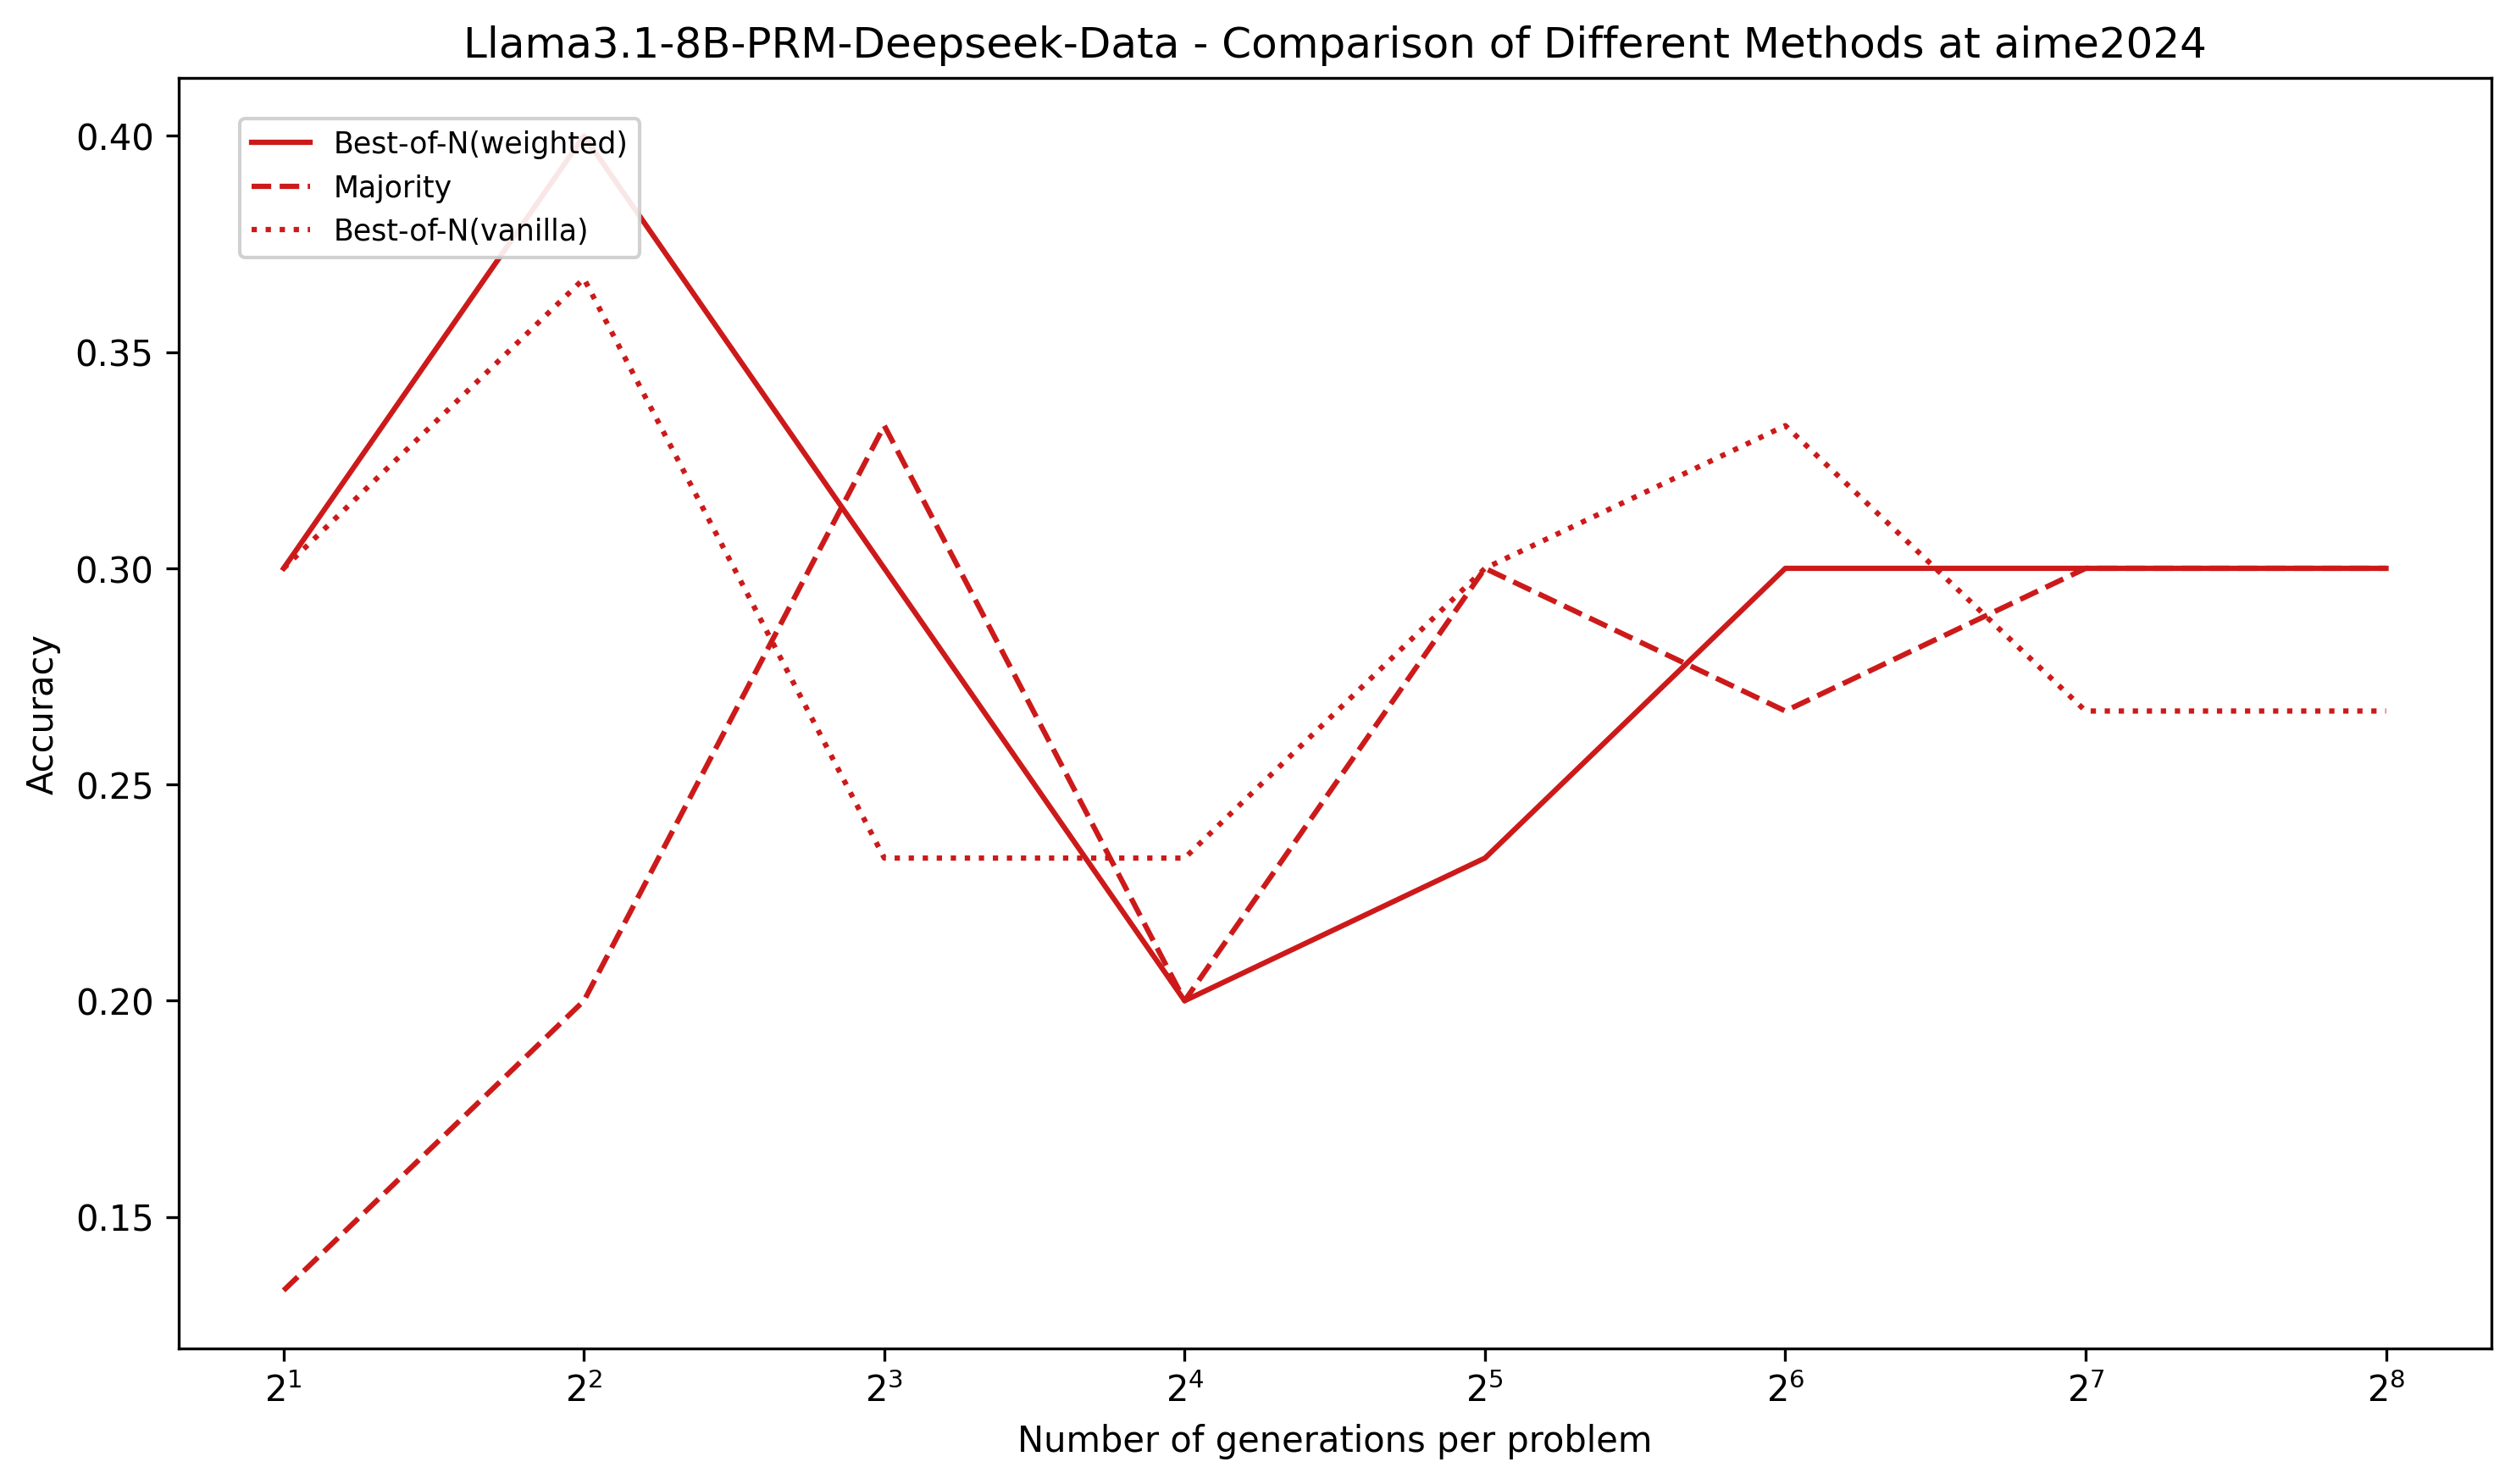 Llama3.1-8B-PRM-Deepseek-Data - Comparison of Different Methods at aime2024
Best-of-N(weighted)
Majority
Best-of-N(vanilla)
Accuracy
0.40
0.35
0.30
0.25
0.20
0.15
2¹ 2² 2³ 2⁴ 2⁵ 2⁶ 2⁷ 2⁸
Number of generations per problem